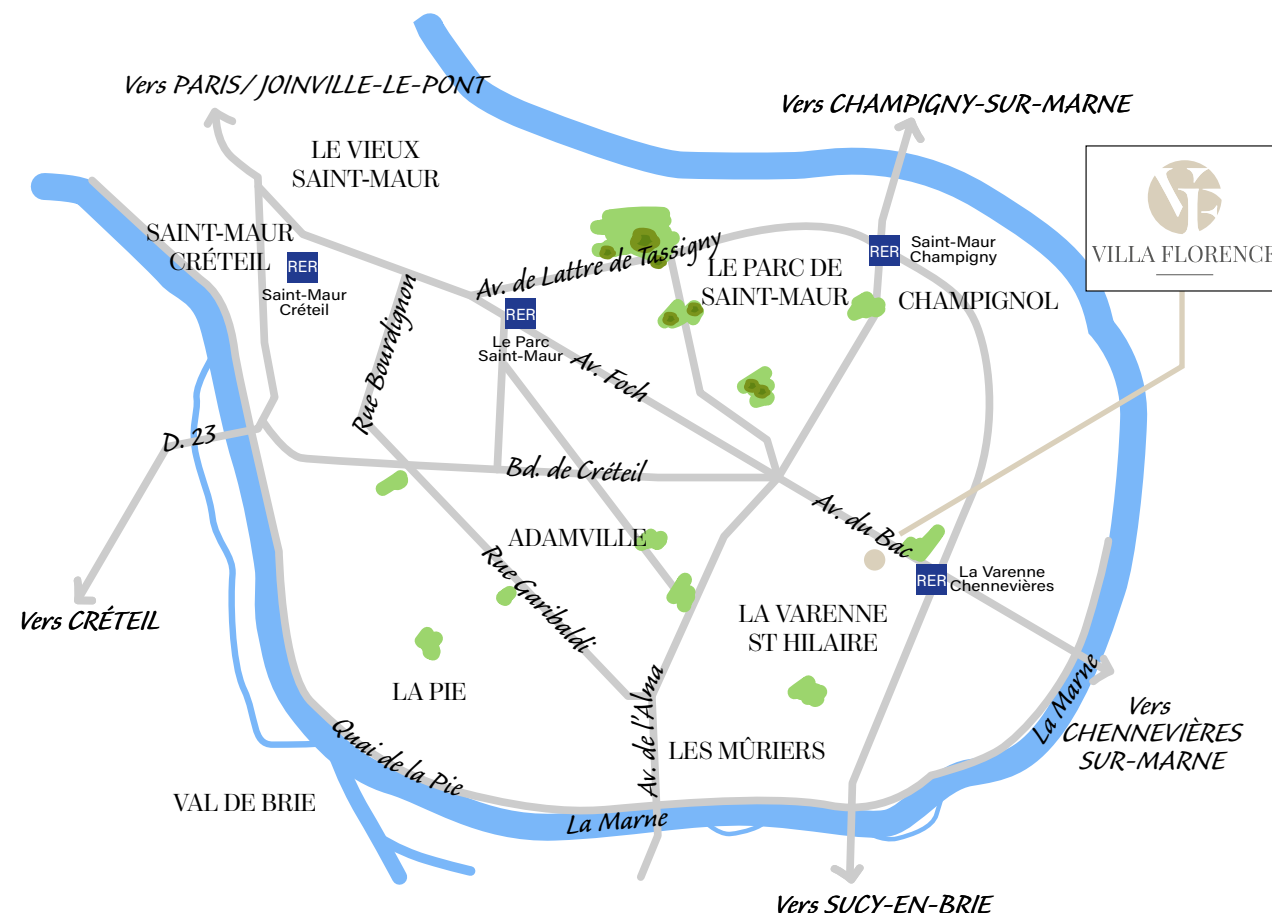 Vers PARIS/ JOINVILLE-LE-PONT
Vers CHAMPIGNY-SUR-MARNE
LE VIEUX
SAINT-MAUR
SAINT-MAUR
CRÉTEIL
RER
Saint-Maur
Créteil
Av. de Lattre de Tassigny
RER
Saint-Maur
Champigny
VILLA FLORENCE
LE PARC DE
SAINT-MAUR
CHAMPIGNOL
Rue Bourdignon
RER
Le Parc
Saint-Maur
Av. Foch
D. 23
Bd. de Créteil
Av. du Bac
ADAMVILLE
Rue Garibaldi
RER
La Varenne
Chennevières
Vers CRÉTEIL
LA VARENNE
ST HILAIRE
LA PIE
Av. de l'Alma
La Marne
Vers
CHENNEVIÈRES
SUR-MARNE
Quai de la Pie
LES MÛRIERS
VAL DE BRIE
La Marne
Vers SUCY-EN-BRIE